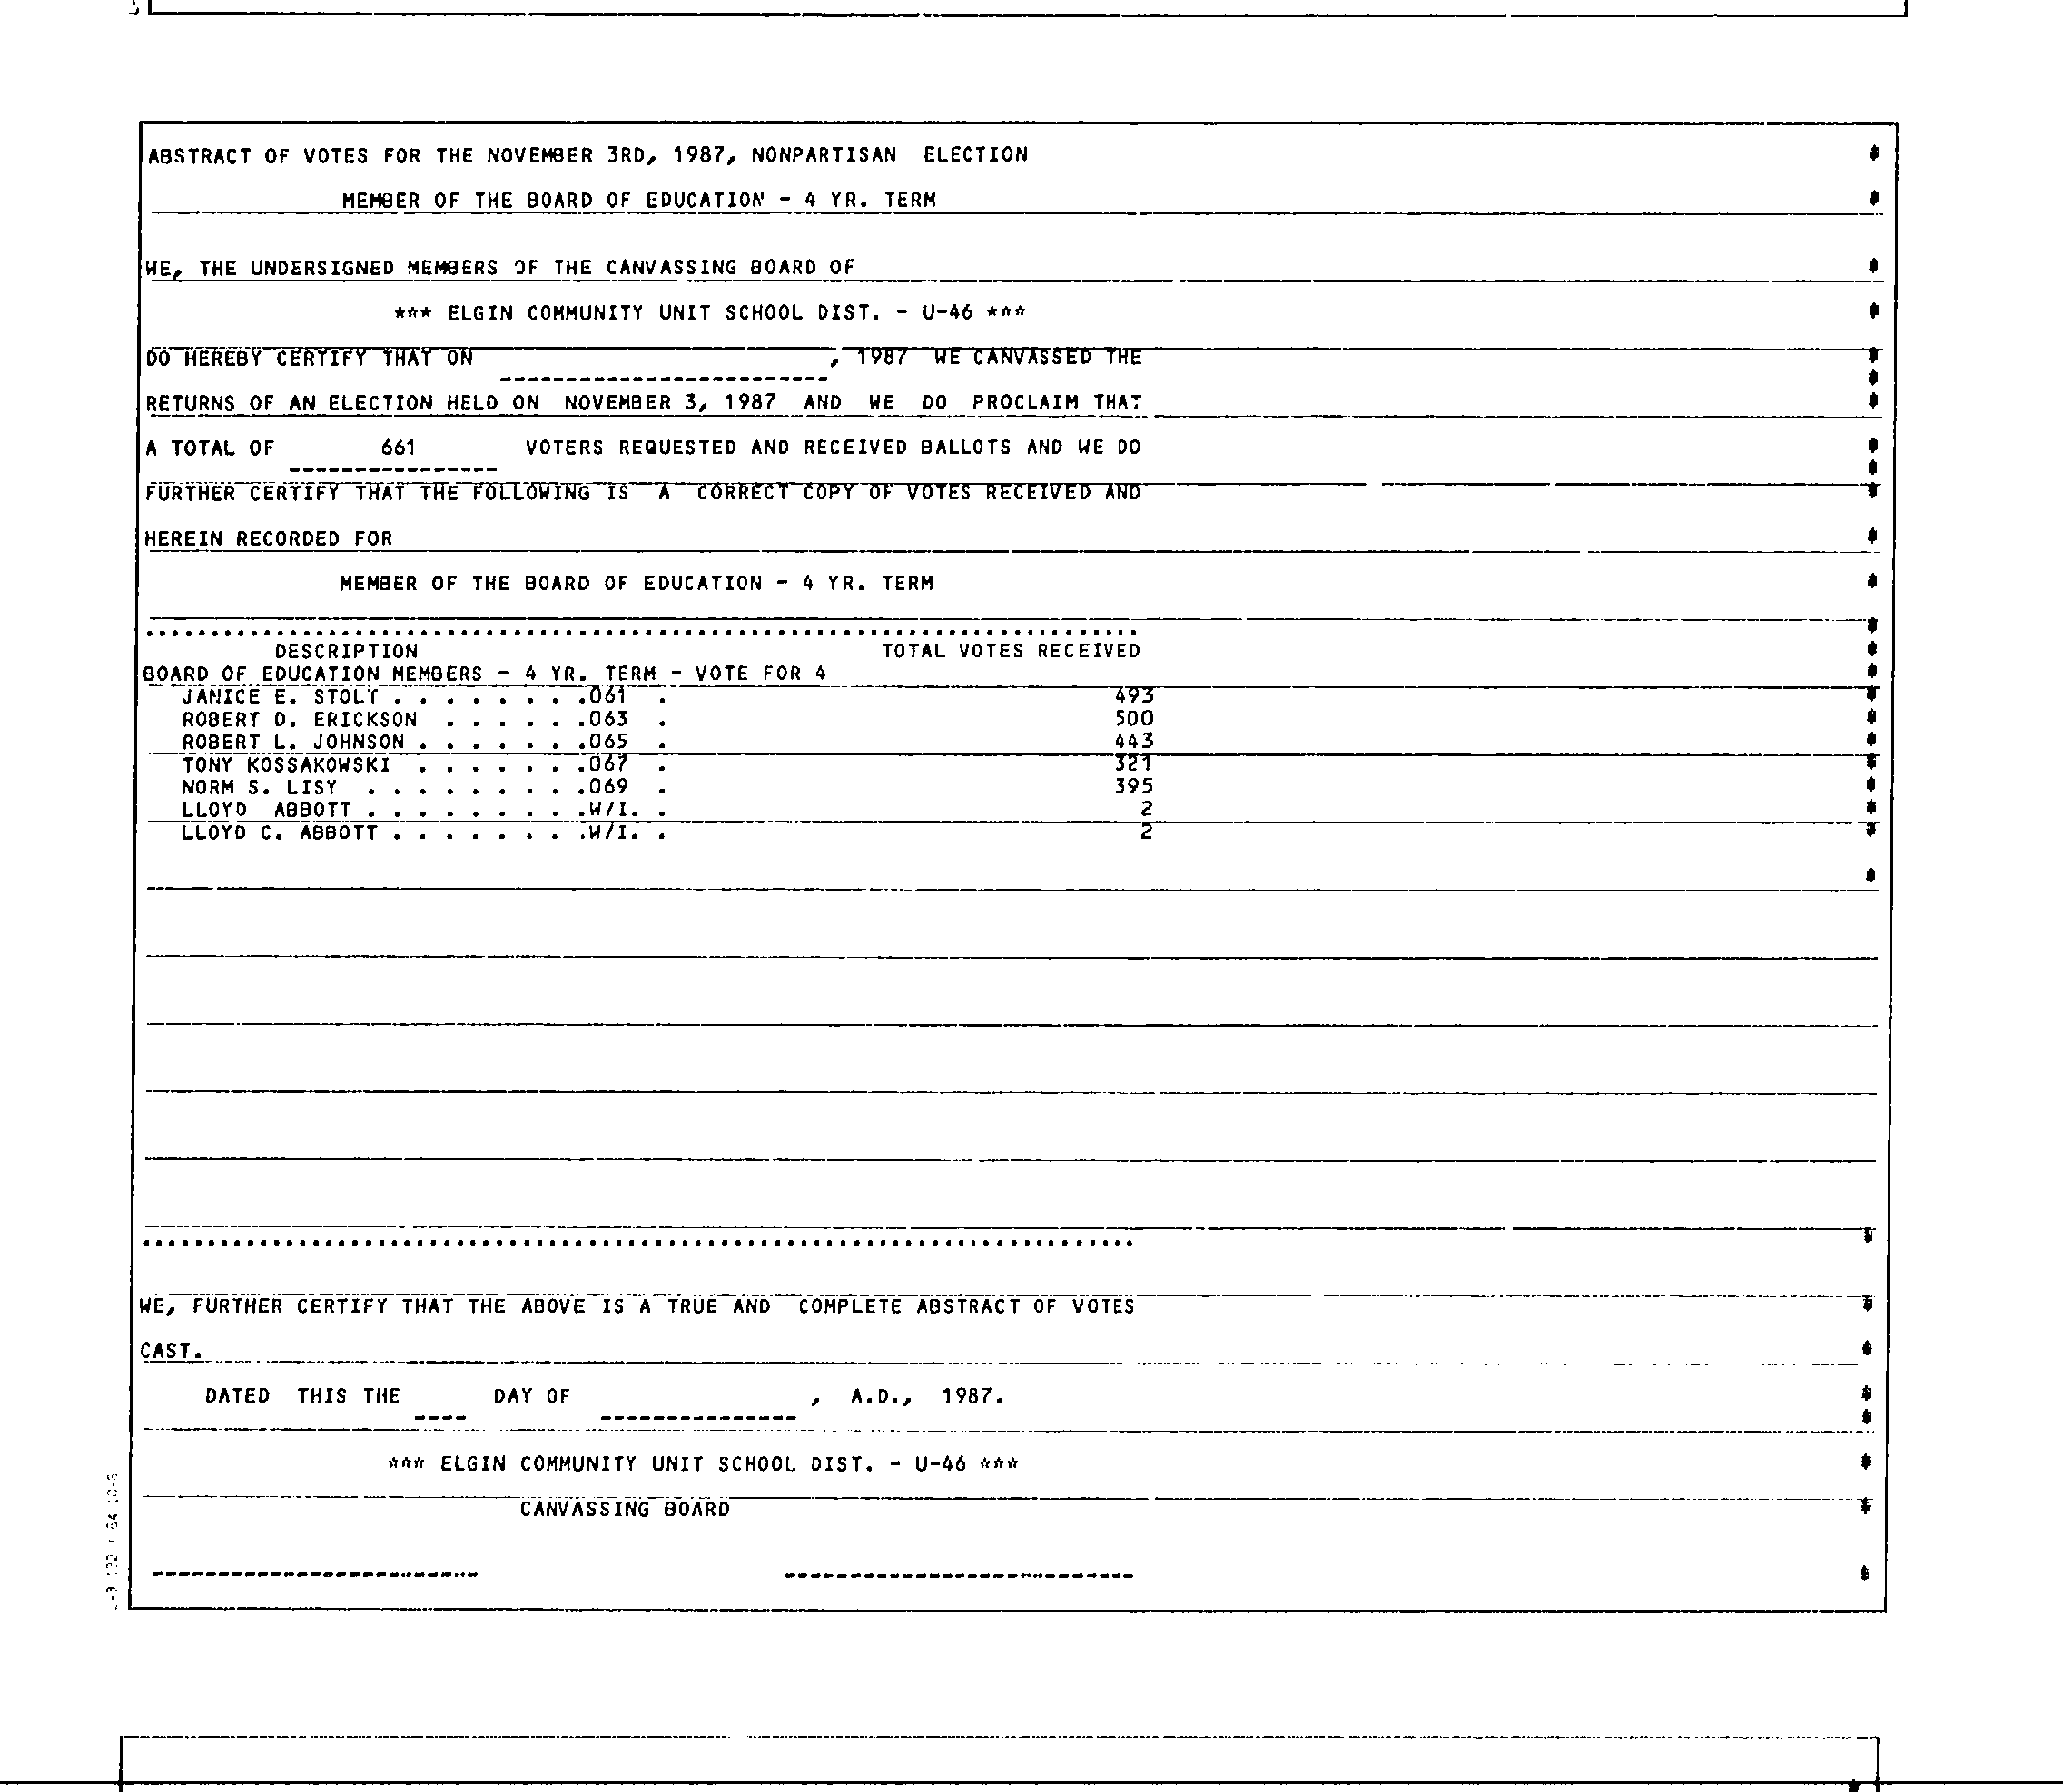 ABSTRACT OF VOTES FOR THE NOVEMBER 3RD, 1987, NONPARTISAN ELECTION
MEMBER OF THE BOARD OF EDUCATION - 4 YR. TERM
WE, THE UNDERSIGNED MEMBERS OF THE CANVASSING BOARD OF
*** ELGIN COMMUNITY UNIT SCHOOL DIST. - U-46 ***
DO HEREBY CERTIFY THAT ON , 1987 WE CANVASSED THE
RETURNS OF AN ELECTION HELD ON NOVEMBER 3, 1987 AND WE DO PROCLAIM THAT
A TOTAL OF 661 VOTERS REQUESTED AND RECEIVED BALLOTS AND WE DO
FURTHER CERTIFY THAT THE FOLLOWING IS A CORRECT COPY OF VOTES RECEIVED AND
HEREIN RECORDED FOR
MEMBER OF THE BOARD OF EDUCATION - 4 YR. TERM
DESCRIPTION TOTAL VOTES RECEIVED
BOARD OF EDUCATION MEMBERS - 4 YR. TERM - VOTE FOR 4
JANICE E. STOLT . . . . . . . .061 . 493
ROBERT D. ERICKSON . . . . . .063 . 500
ROBERT L. JOHNSON . . . . . . .065 . 443
TONY KOSSAKOWSKI . . . . . . .067 . 321
NORM S. LISY . . . . . . . . .069 . 395
LLOYD ABBOTT . . . . . . . . .W/I. . 2
LLOYD C. ABBOTT . . . . . . . .W/I. . 2
WE, FURTHER CERTIFY THAT THE ABOVE IS A TRUE AND COMPLETE ABSTRACT OF VOTES
CAST.
DATED THIS THE ---- DAY OF --------------- , A.D., 1987.
*** ELGIN COMMUNITY UNIT SCHOOL DIST. - U-46 ***
CANVASSING BOARD